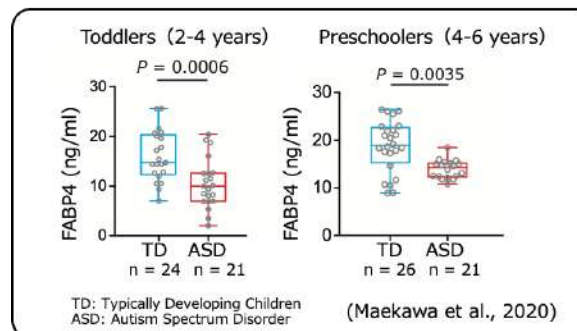 Toddlers (2-4 years)
P = 0.0006
FABP4 (ng/ml)
30
20
10
0
TD ASD
n = 24 n = 21
Preschoolers (4-6 years)
P = 0.0035
FABP4 (ng/ml)
30
20
10
0
TD ASD
n = 26 n = 21
TD: Typically Developing Children
ASD: Autism Spectrum Disorder
(Maekawa et al., 2020)